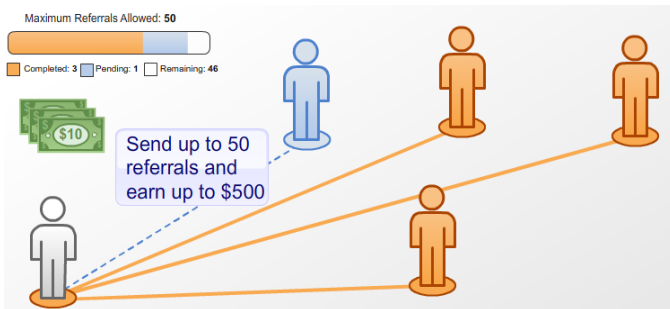 Maximum Referrals Allowed: 50
Completed: 3 Pending: 1 Remaining: 46
$10
Send up to 50
referrals and
earn up to $500